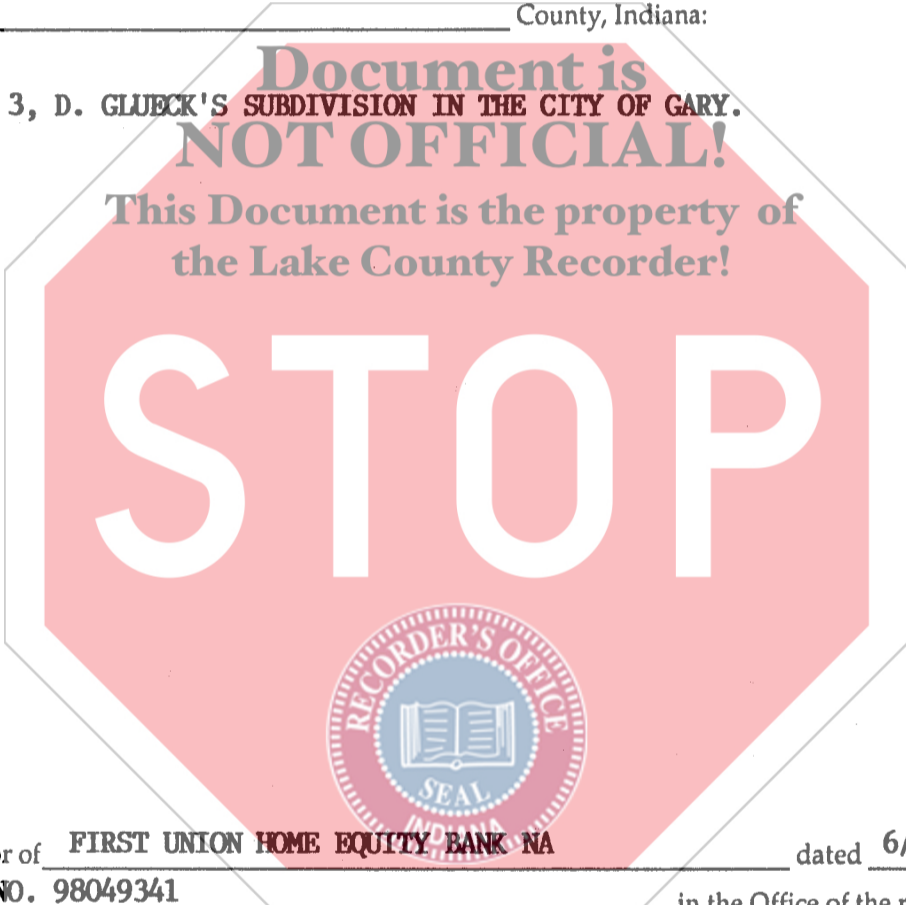 County, Indiana:
Document is
3, D. GLUECK'S SUBDIVISION IN THE CITY OF GARY.
NOT OFFICIAL!
This Document is the property of
the Lake County Recorder!
STOP
RECORDER'S OFFICE
SEAL
INDIANA
r of FIRST UNION HOME EQUITY BANK NA dated 6/
NO. 98049341
in the Office of the r